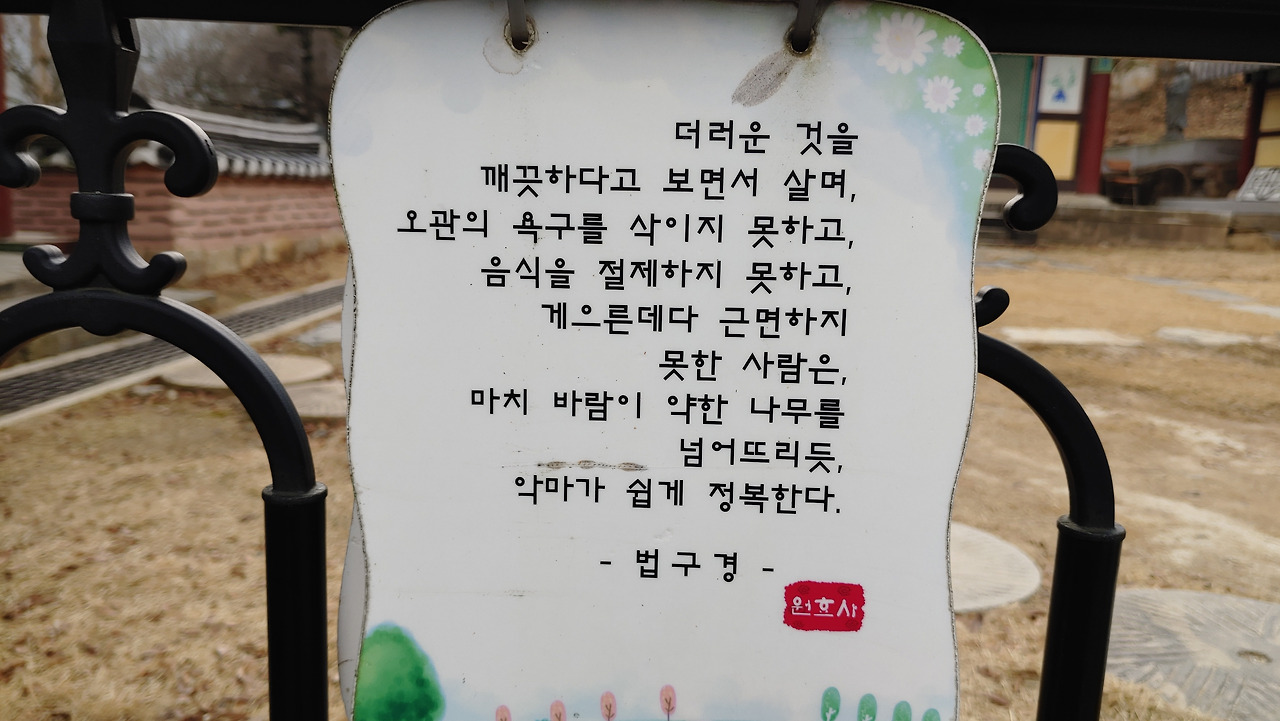 더러운 것을
깨끗하다고 보면서 살며,
오관의 욕구를 삭이지 못하고,
음식을 절제하지 못하고,
게으른데다 근면하지
못한 사람은,
마치 바람이 약한 나무를
넘어뜨리듯,
악마가 쉽게 정복한다.
- 법구경 -
원효사